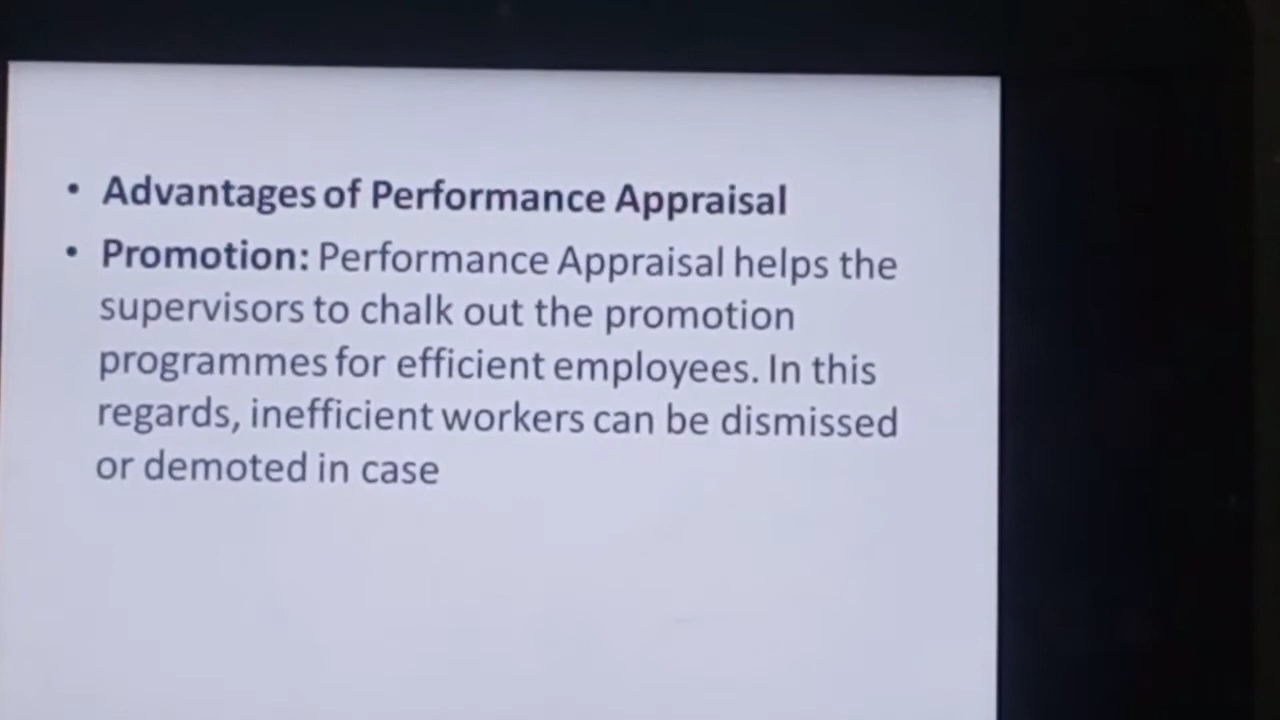 • Advantages of Performance Appraisal
• Promotion: Performance Appraisal helps the
supervisors to chalk out the promotion
programmes for efficient employees. In this
regards, inefficient workers can be dismissed
or demoted in case